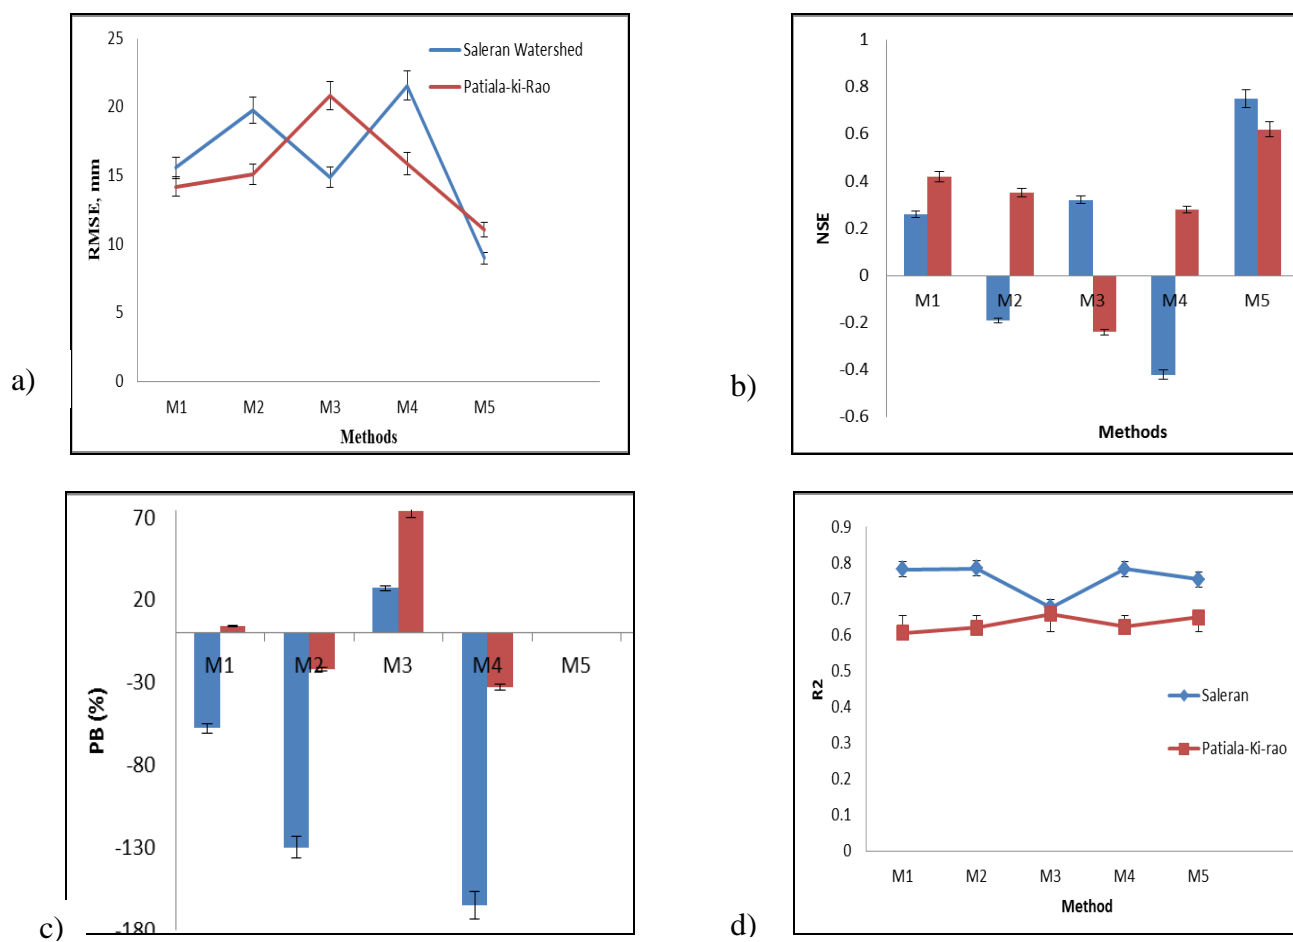 25
20
15
10
5
0
RMSE, mm
Saleran Watershed
Patiala-ki-Rao
M1 M2 M3 M4 M5
Methods
a)
1
0.8
0.6
0.4
0.2
0
-0.2
-0.4
-0.6
NSE
M1 M2 M3 M4 M5
Methods
b)
70
20
-30
-80
-130
-180
PB (%)
M1 M2 M3 M4 M5
c)
0.9
0.8
0.7
0.6
0.5
0.4
0.3
0.2
0.1
0
R2
Saleran
Patiala-Ki-rao
M1 M2 M3 M4 M5
Method
d)